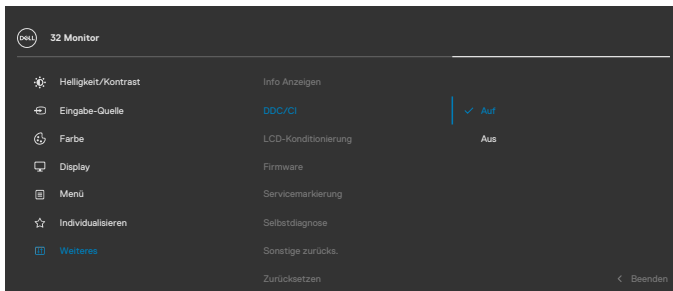 DELL 32 Monitor
Helligkeit/Kontrast Info Anzeigen
Eingabe-Quelle DDC/CI Auf
Farbe LCD-Konditionierung Aus
Display Firmware
Menü Servicemarkierung
Individualisieren Selbstdiagnose
Weiteres Sonstige zurücks.
Zurücksetzen Beenden